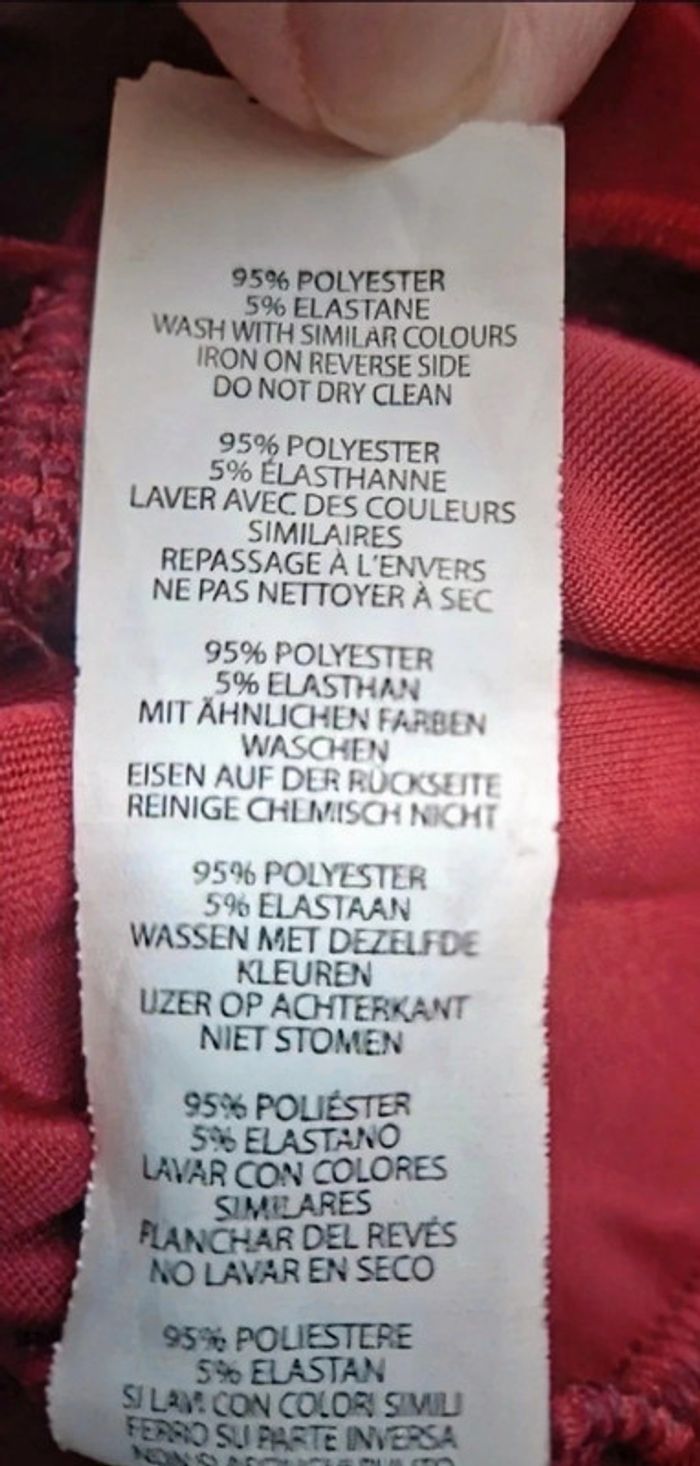 95% POLYESTER
5% ELASTANE
WASH WITH SIMILAR COLOURS
IRON ON REVERSE SIDE
DO NOT DRY CLEAN
95% POLYESTER
5% ÉLASTHANNE
LAVER AVEC DES COULEURS
SIMILAIRES
REPASSAGE À L'ENVERS
NE PAS NETTOYER À SEC
95% POLYESTER
5% ELASTHAN
MIT ÄHNLICHEN FARBEN
WASCHEN
EISEN AUF DER RÜCKSEITE
REINIGE CHEMISCH NICHT
95% POLYESTER
5% ELASTAAN
WASSEN MET DEZELFDE
KLEUREN
IJZER OP ACHTERKANT
NIET STOMEN
95% POLIÉSTER
5% ELASTANO
LAVAR CON COLORES
SIMILARES
PLANCHAR DEL REVÉS
NO LAVAR EN SECO
95% POLIESTERE
5% ELASTAN
SI LAVI CON COLORI SIMILI
FERRO SU PARTE INVERSA
NON